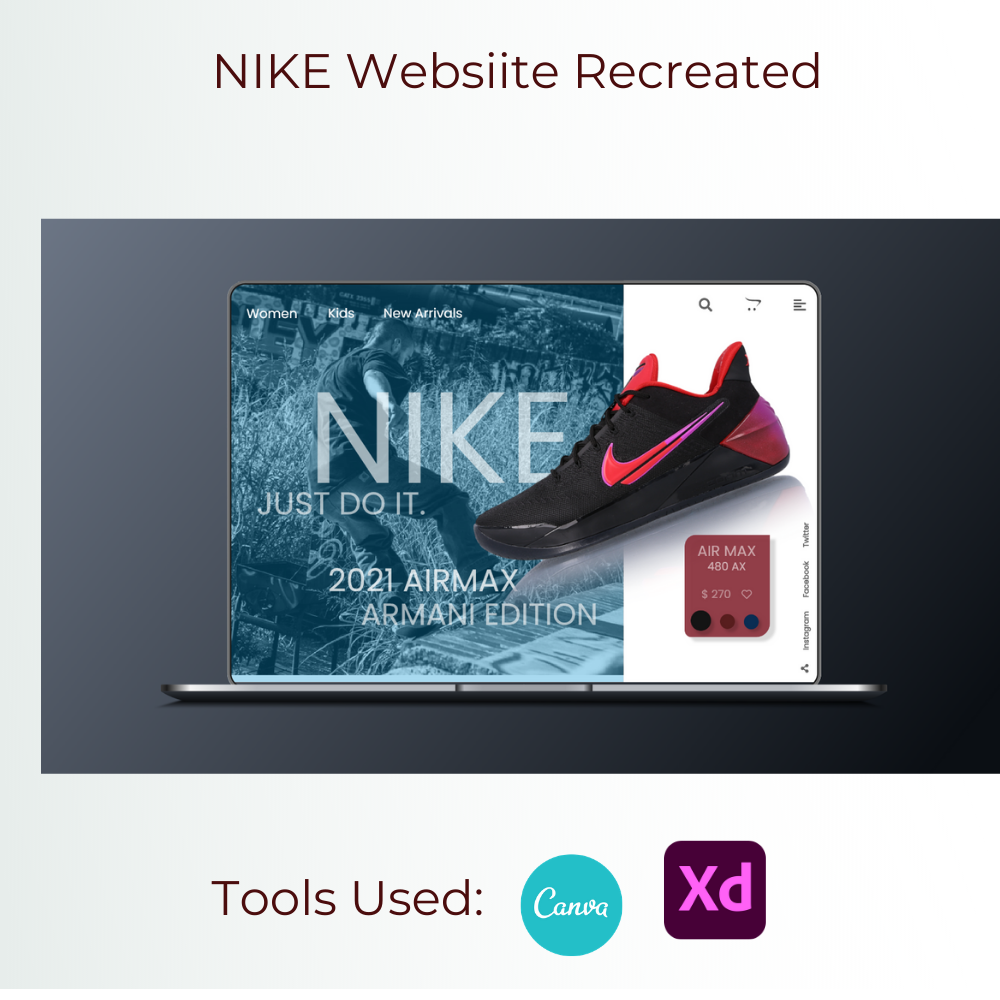 NIKE Websiite Recreated
Women Kids New Arrivals
NIKE
JUST DO IT.
2021 AIRMAX
ARMANI EDITION
AIR MAX
480 AX
$ 270
Twitter
Facebook
Instagram
Tools Used:
Canva
Xd